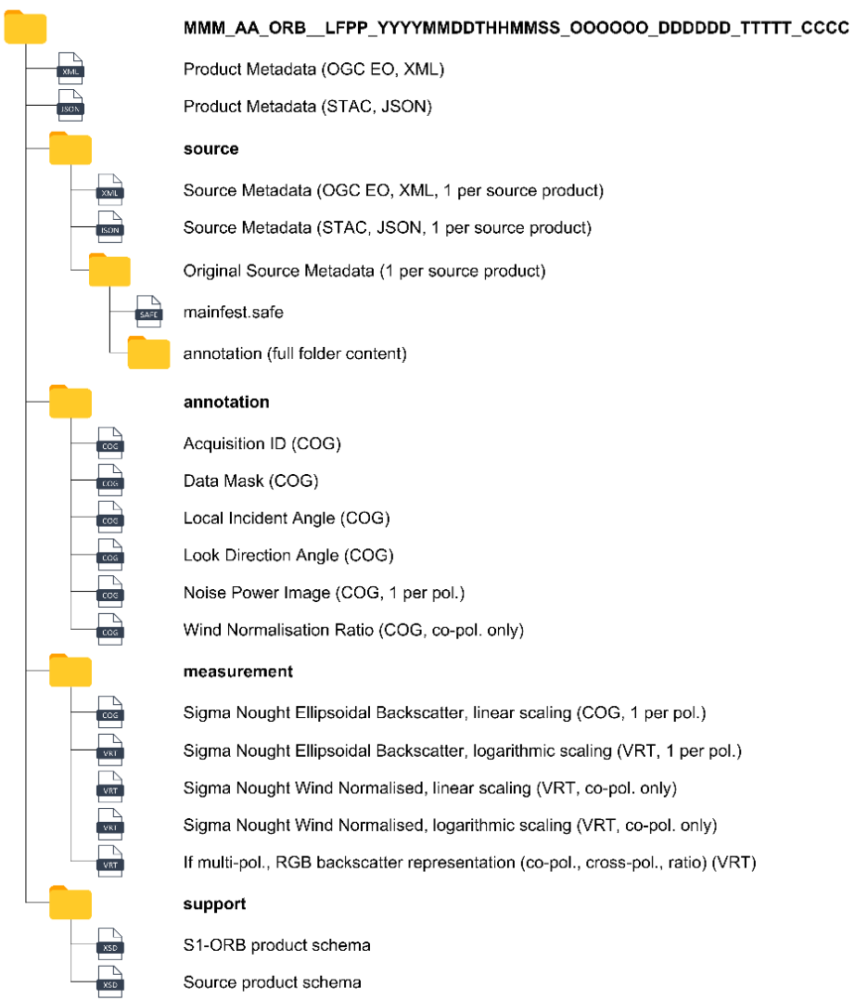 MMM_AA_ORB__LFPP_YYYYMMDDTHHMMSS_OOOOOO_DDDDDD_TTTTT_CCCC
XML Product Metadata (OGC EO, XML)
JSON Product Metadata (STAC, JSON)
source
XML Source Metadata (OGC EO, XML, 1 per source product)
JSON Source Metadata (STAC, JSON, 1 per source product)
Original Source Metadata (1 per source product)
SAFE mainfest.safe
annotation (full folder content)
annotation
COG Acquisition ID (COG)
COG Data Mask (COG)
COG Local Incident Angle (COG)
COG Look Direction Angle (COG)
COG Noise Power Image (COG, 1 per pol.)
COG Wind Normalisation Ratio (COG, co-pol. only)
measurement
COG Sigma Nought Ellipsoidal Backscatter, linear scaling (COG, 1 per pol.)
VRT Sigma Nought Ellipsoidal Backscatter, logarithmic scaling (VRT, 1 per pol.)
VRT Sigma Nought Wind Normalised, linear scaling (VRT, co-pol. only)
VRT Sigma Nought Wind Normalised, logarithmic scaling (VRT, co-pol. only)
VRT If multi-pol., RGB backscatter representation (co-pol., cross-pol., ratio) (VRT)
support
XSD S1-ORB product schema
XSD Source product schema